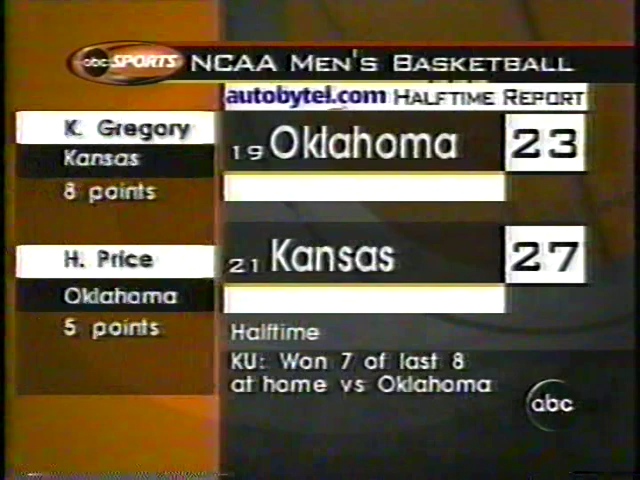 abc SPORTS NCAA MEN'S BASKETBALL
autobytel.com HALFTIME REPORT
K. Gregory
Kansas
8 points
19 Oklahoma 23
H. Price
Oklahoma
5 points
21 Kansas 27
Halftime
KU: Won 7 of last 8
at home vs Oklahoma
abc